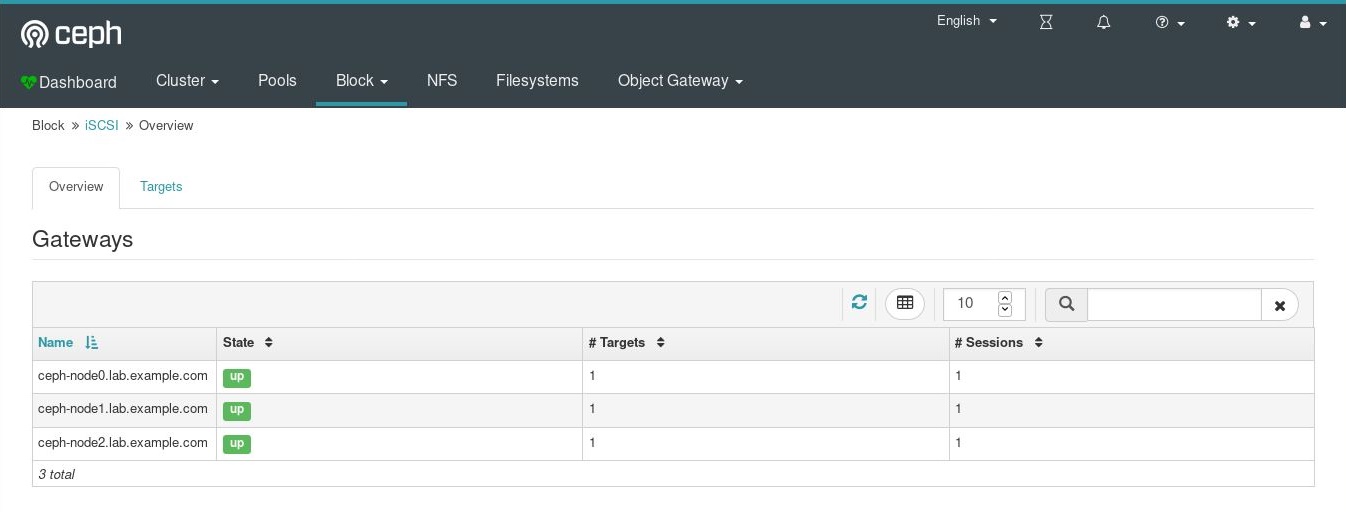 ceph
English
Dashboard Cluster Pools Block NFS Filesystems Object Gateway
Block » iSCSI » Overview
Overview Targets
Gateways
10
Name State # Targets # Sessions
ceph-node0.lab.example.com up 1 1
ceph-node1.lab.example.com up 1 1
ceph-node2.lab.example.com up 1 1
3 total